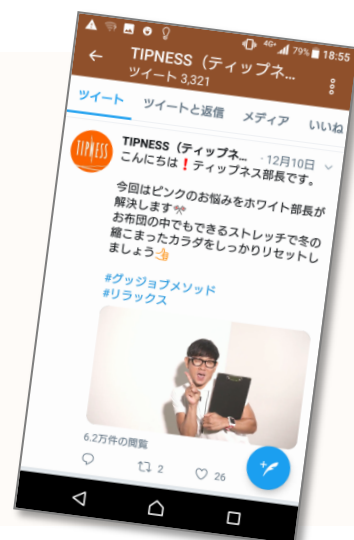 4G+ 79% 18:55
TIPNESS（ティップネ...
ツイート 3,321
ツイート ツイートと返信 メディア いいね
TIPNESS
TIPNESS（ティップネ... ・12月10日
こんにちは❗ティップネス部長です。
今回はピンクのお悩みをホワイト部長が
解決します🎌
お布団の中でもできるストレッチで冬の
縮こまったカラダをしっかりリセットし
ましょう👍
#グッジョブメソッド
#リラックス
6.2万件の閲覧
2 26